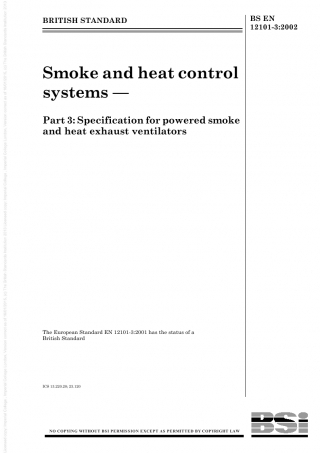 BRITISH STANDARD
BS EN
12101-3:2002
Smoke and heat control
systems —
Part 3: Specification for powered smoke
and heat exhaust ventilators
The European Standard EN 12101-3:2001 has the status of a
British Standard
NO COPYING WITHOUT BSI PERMISSION EXCEPT AS PERMITTED BY COPYRIGHT LAW
BSi